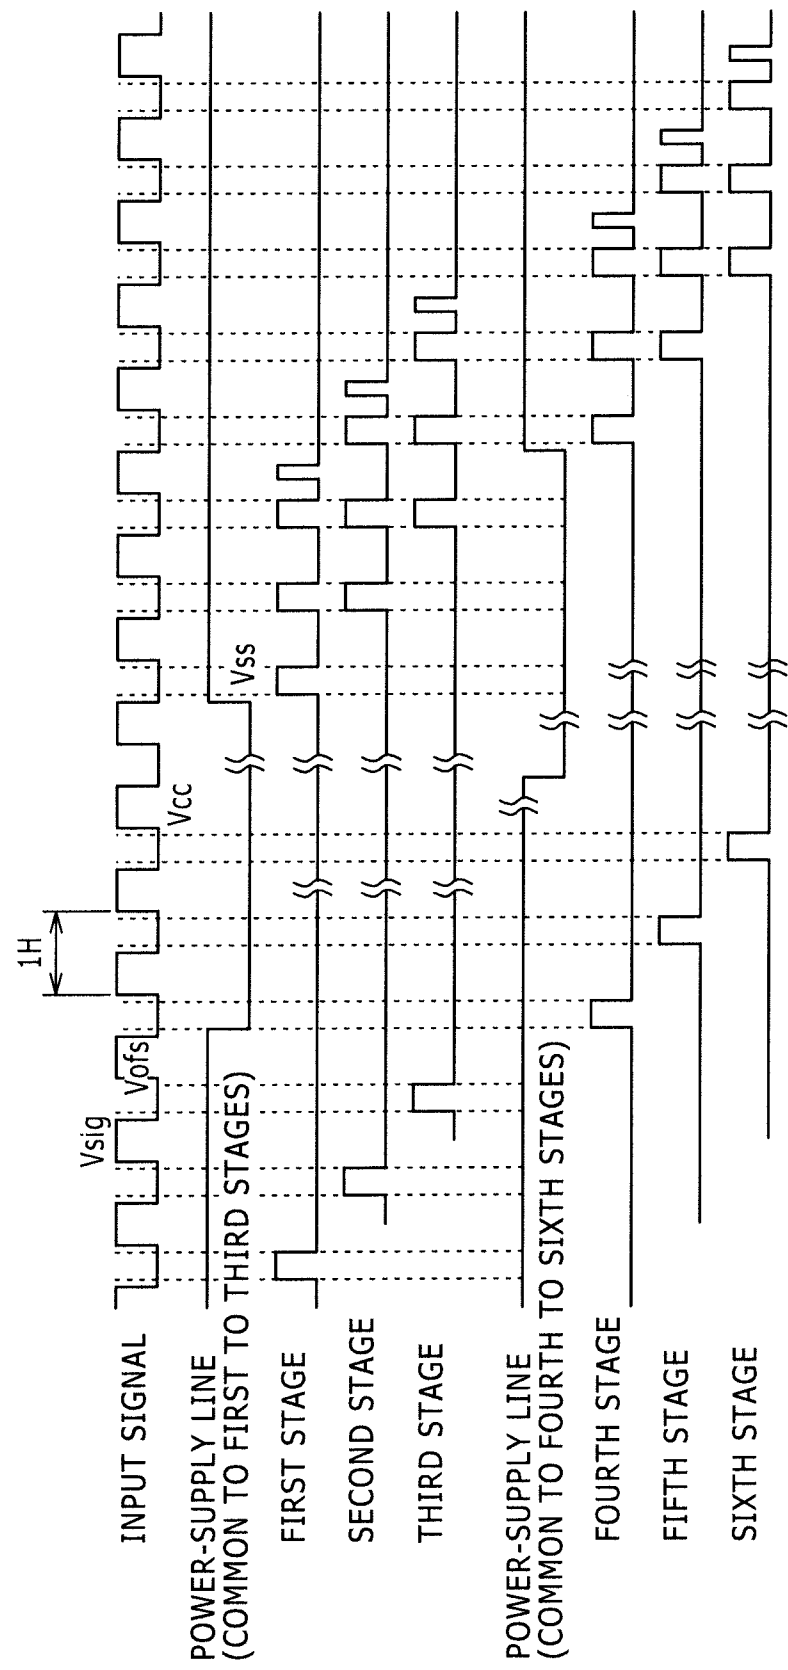 1H
Vsig
Vofs
Vcc
Vss
INPUT SIGNAL
POWER-SUPPLY LINE
(COMMON TO FIRST TO THIRD STAGES)
FIRST STAGE
SECOND STAGE
THIRD STAGE
POWER-SUPPLY LINE
(COMMON TO FOURTH TO SIXTH STAGES)
FOURTH STAGE
FIFTH STAGE
SIXTH STAGE